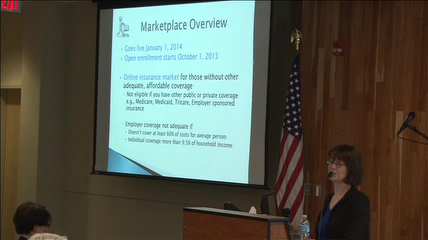 EXIT
Marketplace Overview
Goes live January 1, 2014
Open enrollment starts October 1, 2013
Online insurance market for those without other
adequate, affordable coverage
Not eligible if you have other public or private coverage
e.g., Medicare, Medicaid, Tricare, Employer sponsored
insurance
Employer coverage not adequate if
Doesn't cover at least 60% of costs for average person
Individual coverage more than 9.5% of household income